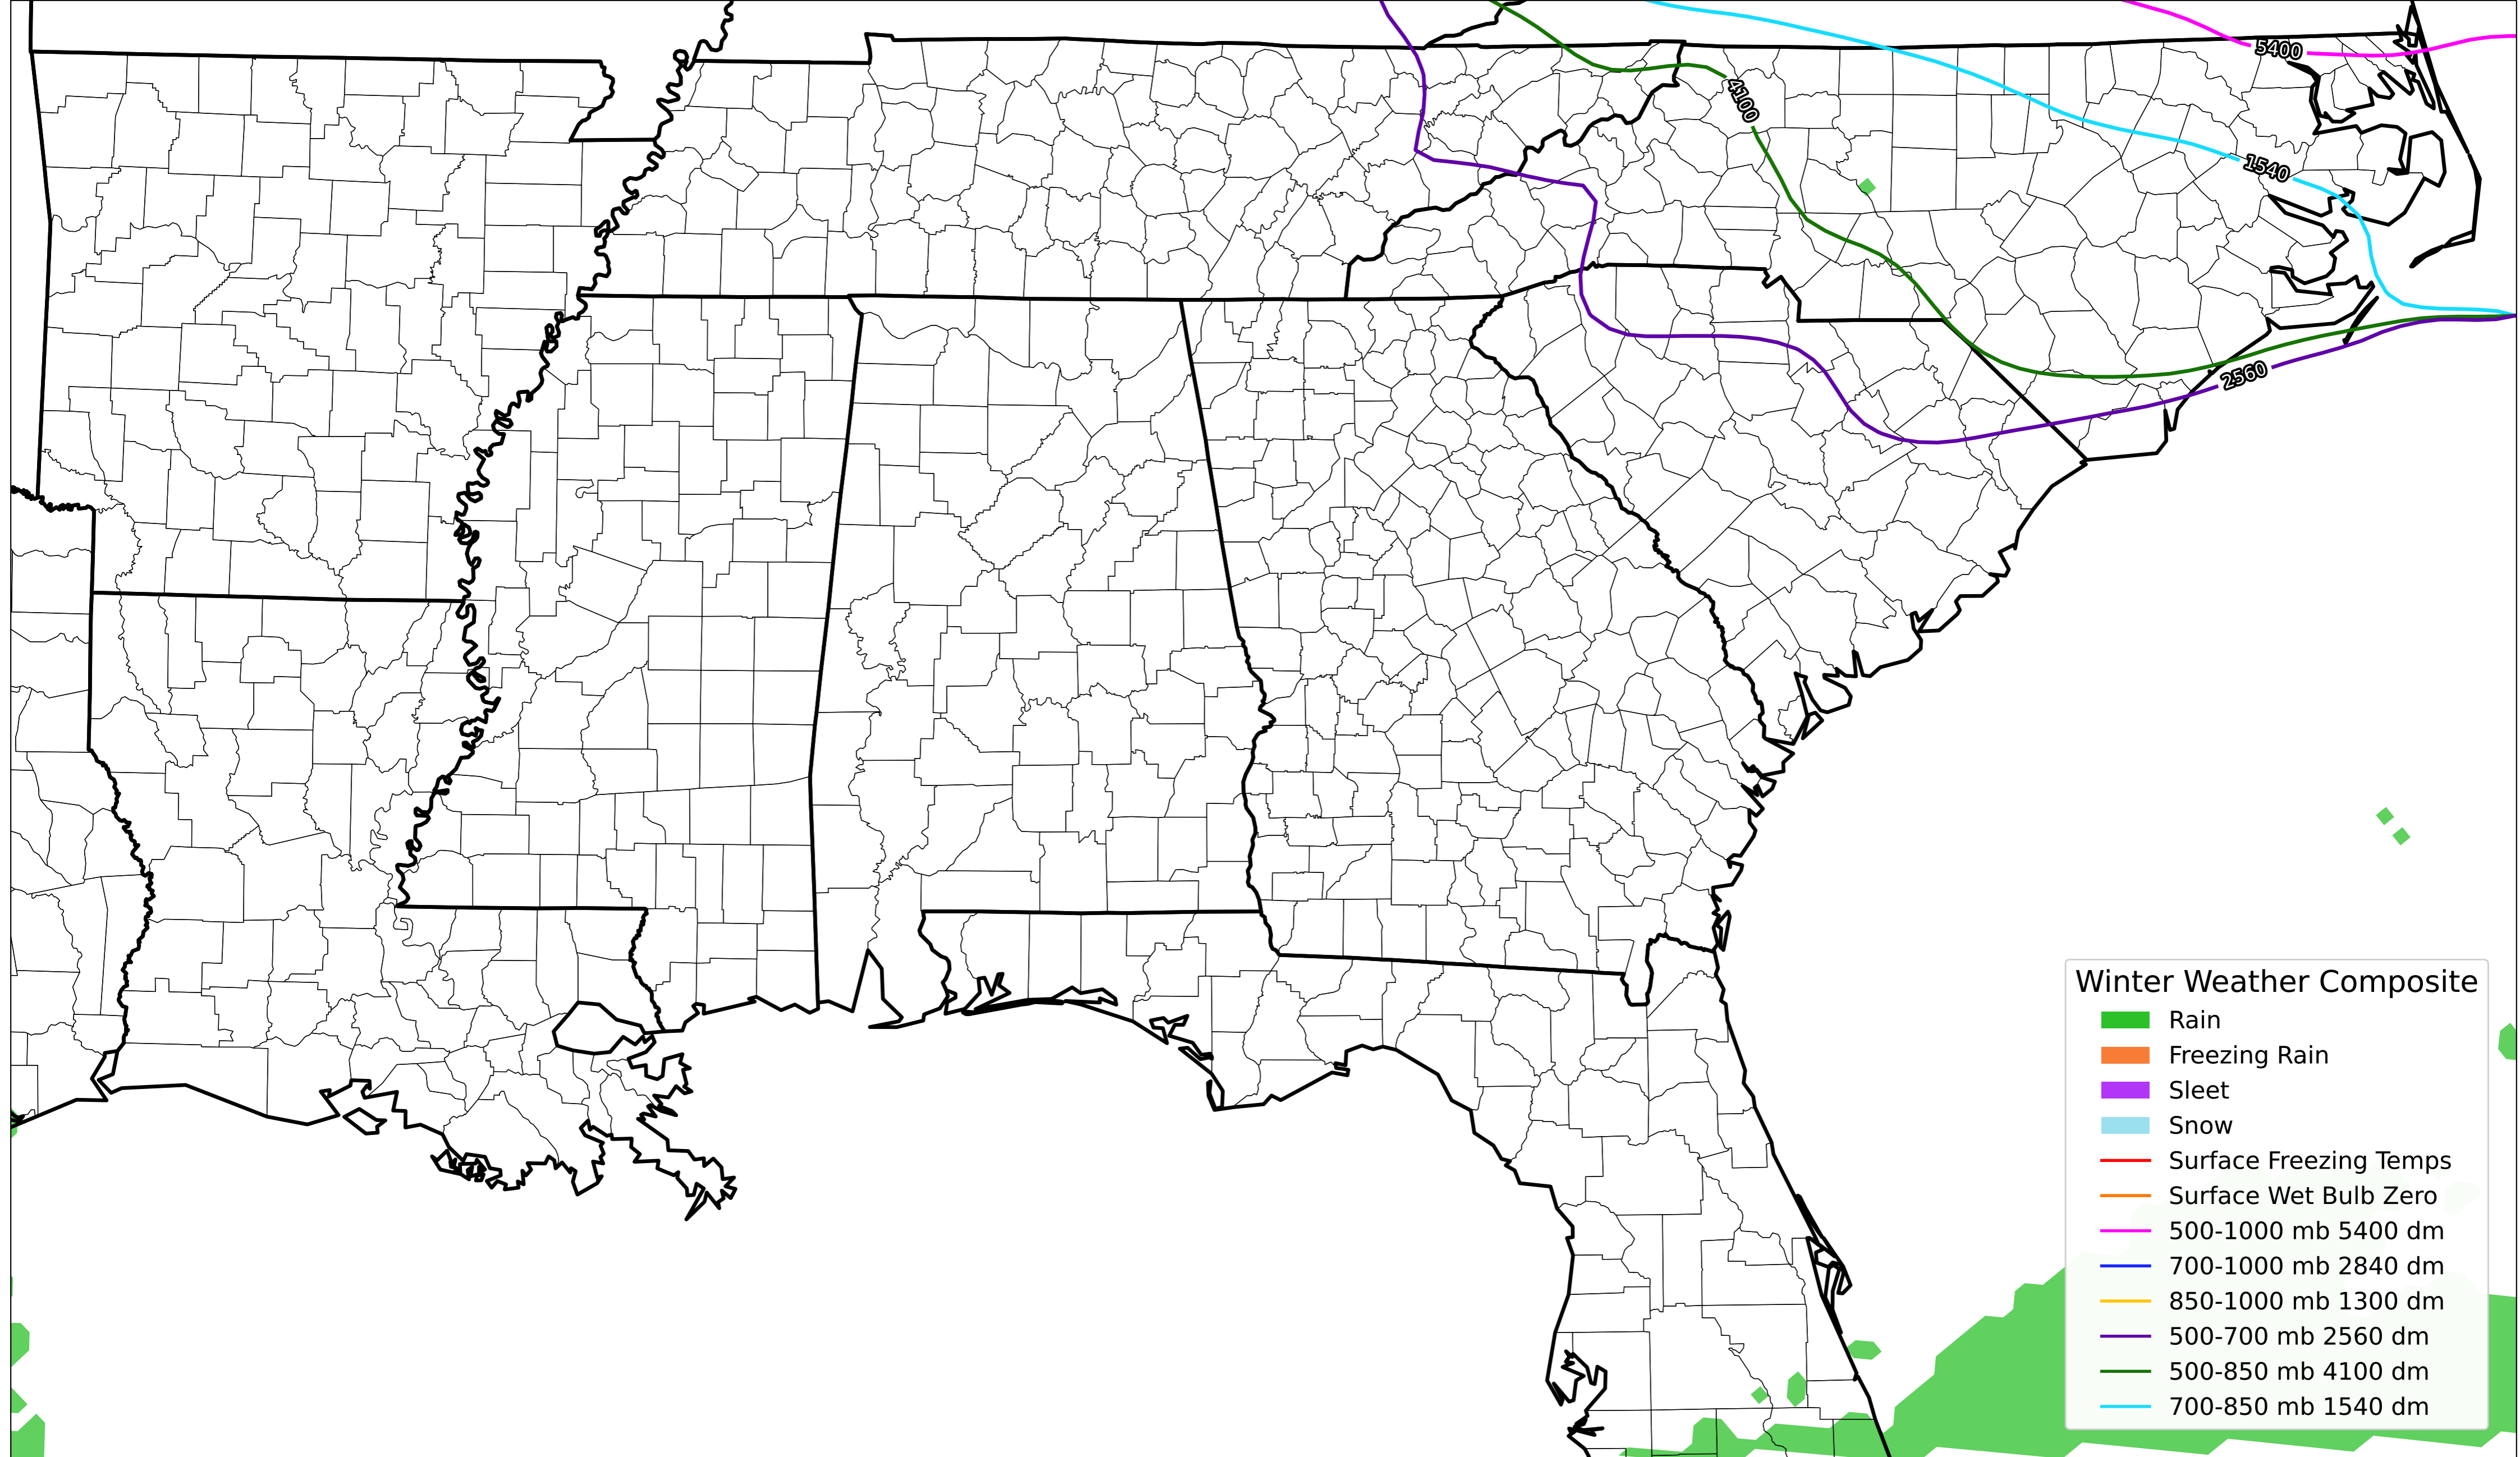 5400
4100
1540
2560
Winter Weather Composite
Rain
Freezing Rain
Sleet
Snow
Surface Freezing Temps
Surface Wet Bulb Zero
500-1000 mb 5400 dm
700-1000 mb 2840 dm
850-1000 mb 1300 dm
500-700 mb 2560 dm
500-850 mb 4100 dm
700-850 mb 1540 dm